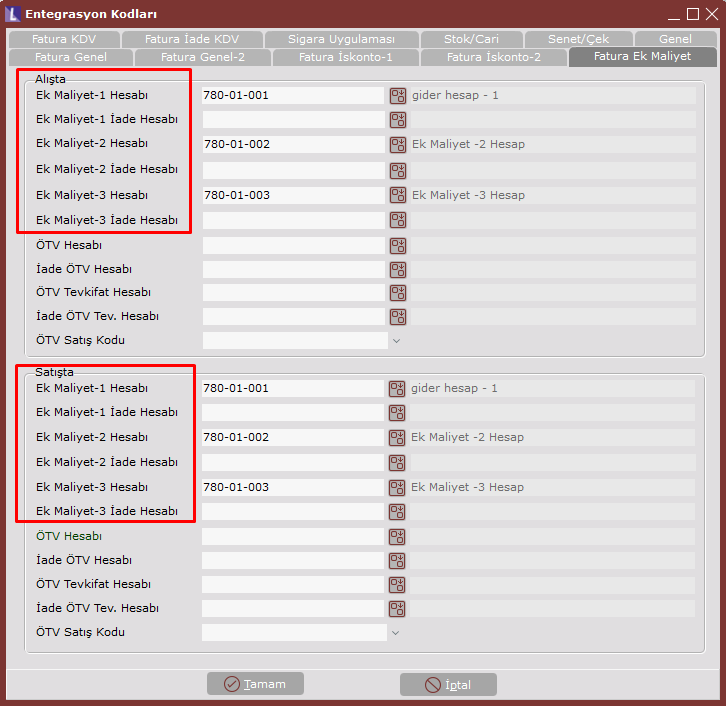 Entegrasyon Kodları
Fatura KDV Fatura İade KDV Sigara Uygulaması Stok/Cari Senet/Çek Genel
Fatura Genel Fatura Genel-2 Fatura İskonto-1 Fatura İskonto-2 Fatura Ek Maliyet
Alışta
Ek Maliyet-1 Hesabı 780-01-001 gider hesap - 1
Ek Maliyet-1 İade Hesabı
Ek Maliyet-2 Hesabı 780-01-002 Ek Maliyet -2 Hesap
Ek Maliyet-2 İade Hesabı
Ek Maliyet-3 Hesabı 780-01-003 Ek Maliyet -3 Hesap
Ek Maliyet-3 İade Hesabı
ÖTV Hesabı
İade ÖTV Hesabı
ÖTV Tevkifat Hesabı
İade ÖTV Tev. Hesabı
ÖTV Satış Kodu
Satışta
Ek Maliyet-1 Hesabı 780-01-001 gider hesap - 1
Ek Maliyet-1 İade Hesabı
Ek Maliyet-2 Hesabı 780-01-002 Ek Maliyet -2 Hesap
Ek Maliyet-2 İade Hesabı
Ek Maliyet-3 Hesabı 780-01-003 Ek Maliyet -3 Hesap
Ek Maliyet-3 İade Hesabı
ÖTV Hesabı
İade ÖTV Hesabı
ÖTV Tevkifat Hesabı
İade ÖTV Tev. Hesabı
ÖTV Satış Kodu
Tamam İptal